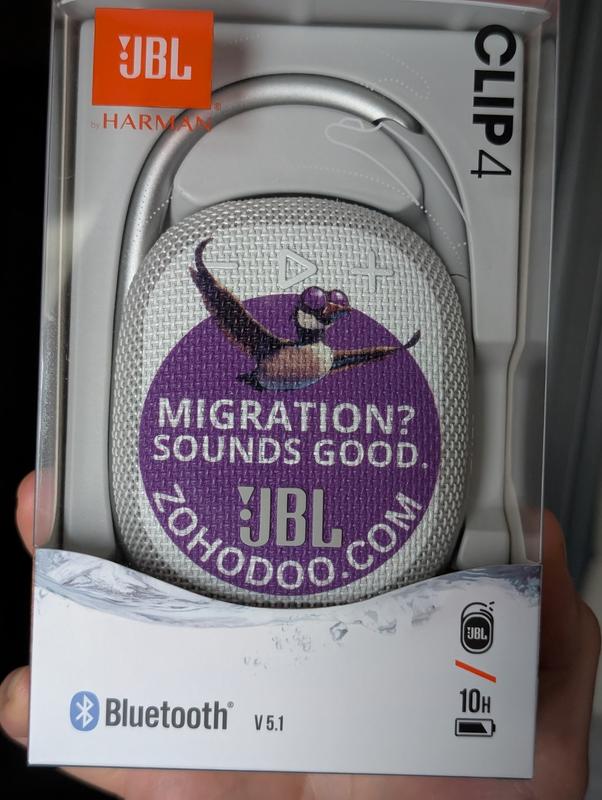 JBL
by HARMAN®
CLIP 4
MIGRATION?
SOUNDS GOOD.
JBL
ZOHODOO.COM
JBL
10H
Bluetooth® V 5.1